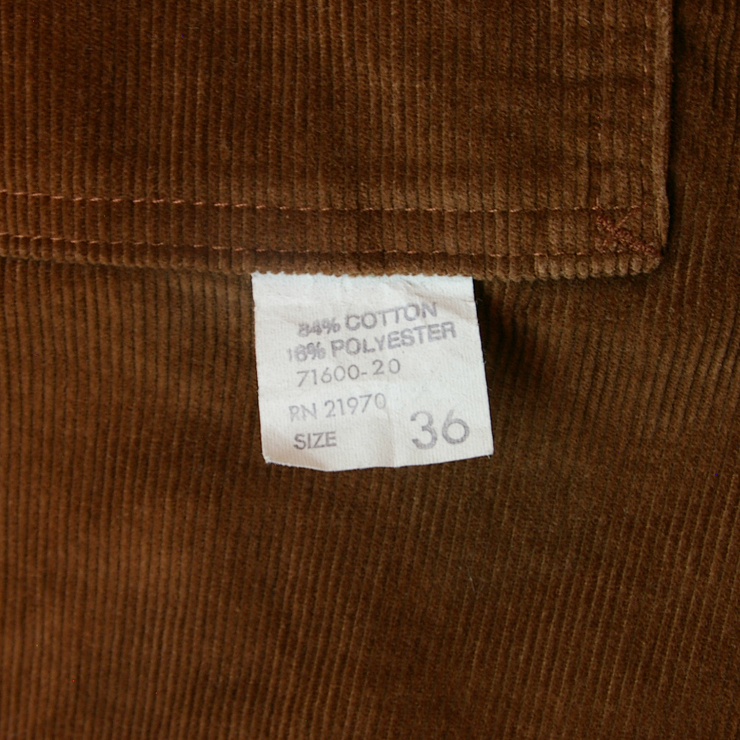 84% COTTON
16% POLYESTER
71600-20
RN 21970
SIZE 36